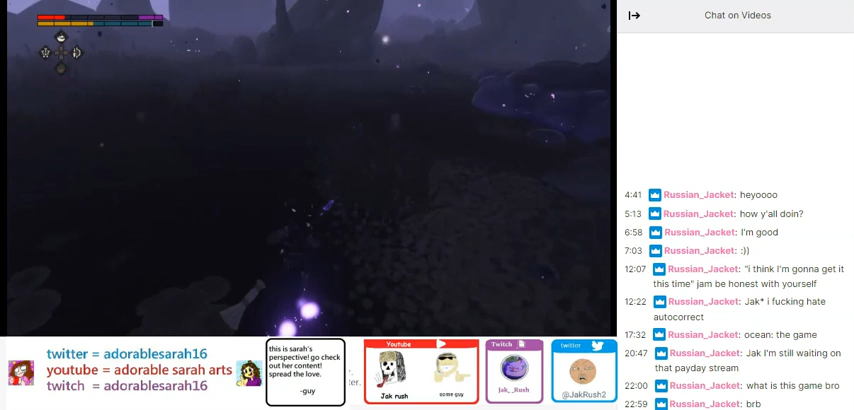 Chat on Videos
4:41 Russian_Jacket: heyoooo
5:13 Russian_Jacket: how y'all doin?
6:58 Russian_Jacket: I'm good
7:03 Russian_Jacket: :))
12:07 Russian_Jacket: "i think I'm gonna get it
this time" jam be honest with yourself
12:22 Russian_Jacket: Jak* i fucking hate
autocorrect
17:32 Russian_Jacket: ocean: the game
20:47 Russian_Jacket: Jak I'm still waiting on
that payday stream
22:00 Russian_Jacket: what is this game bro
22:59 Russian_Jacket: brb
twitter = adorablesarah16
youtube = adorable sarah arts
twitch = adorablesarah16
this is sarah's
perspective! go check
out her content!
spread the love.
-guy
Youtube
Jak rush
some guy
Twitch
Jak_Rush
twitter
@JakRush2